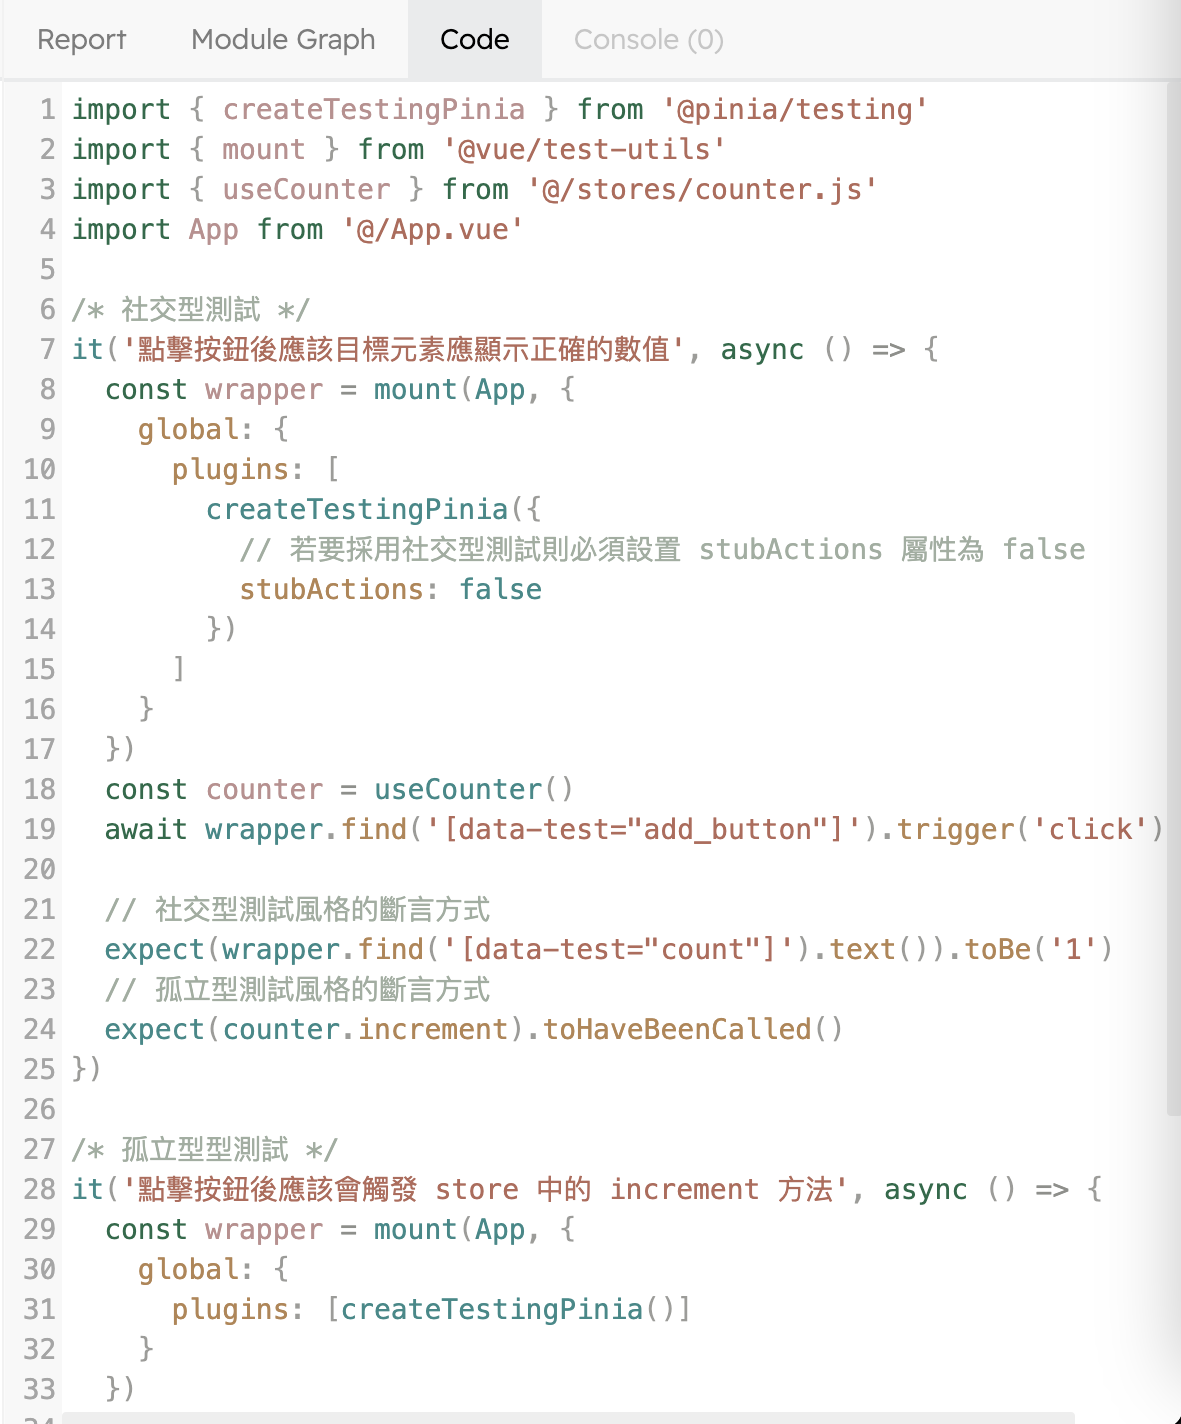 Report Module Graph Code Console (0)
1 import { createTestingPinia } from '@pinia/testing'
2 import { mount } from '@vue/test-utils'
3 import { useCounter } from '@/stores/counter.js'
4 import App from '@/App.vue'
5
6 /* 社交型測試 */
7 it('點擊按鈕後應該目標元素應顯示正確的數值', async () => {
8   const wrapper = mount(App, {
9     global: {
10       plugins: [
11         createTestingPinia({
12           // 若要採用社交型測試則必須設置 stubActions 屬性為 false
13           stubActions: false
14         })
15       ]
16     }
17   })
18   const counter = useCounter()
19   await wrapper.find('[data-test="add_button"]').trigger('click')
20
21   // 社交型測試風格的斷言方式
22   expect(wrapper.find('[data-test="count"]').text()).toBe('1')
23   // 孤立型測試風格的斷言方式
24   expect(counter.increment).toHaveBeenCalled()
25 })
26
27 /* 孤立型型測試 */
28 it('點擊按鈕後應該會觸發 store 中的 increment 方法', async () => {
29   const wrapper = mount(App, {
30     global: {
31       plugins: [createTestingPinia()]
32     }
33   })